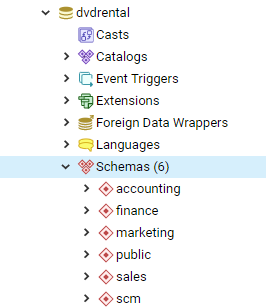 dvdrental
Casts
Catalogs
Event Triggers
Extensions
Foreign Data Wrappers
Languages
Schemas (6)
accounting
finance
marketing
public
sales
scm